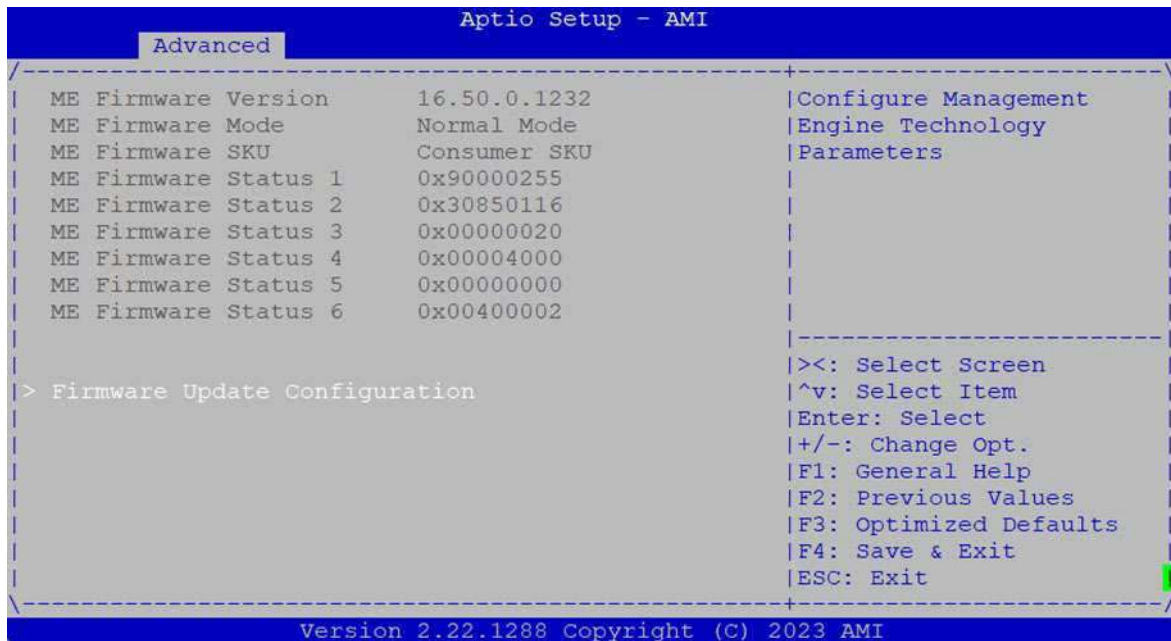 Aptio Setup - AMI
Advanced
ME Firmware Version 16.50.0.1232
ME Firmware Mode Normal Mode
ME Firmware SKU Consumer SKU
ME Firmware Status 1 0x90000255
ME Firmware Status 2 0x30850116
ME Firmware Status 3 0x00000020
ME Firmware Status 4 0x00004000
ME Firmware Status 5 0x00000000
ME Firmware Status 6 0x00400002
> Firmware Update Configuration
Configure Management
Engine Technology
Parameters
><: Select Screen
^v: Select Item
Enter: Select
+/-: Change Opt.
F1: General Help
F2: Previous Values
F3: Optimized Defaults
F4: Save & Exit
ESC: Exit
Version 2.22.1288 Copyright (C) 2023 AMI